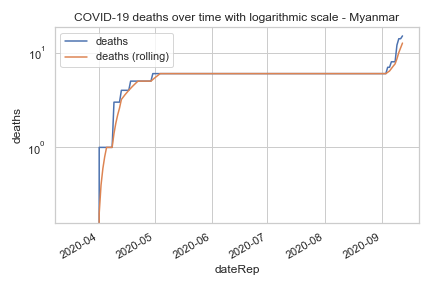 COVID-19 deaths over time with logarithmic scale - Myanmar
deaths
deaths (rolling)
10¹
10⁰
deaths
2020-04
2020-05
2020-06
2020-07
2020-08
2020-09
dateRep